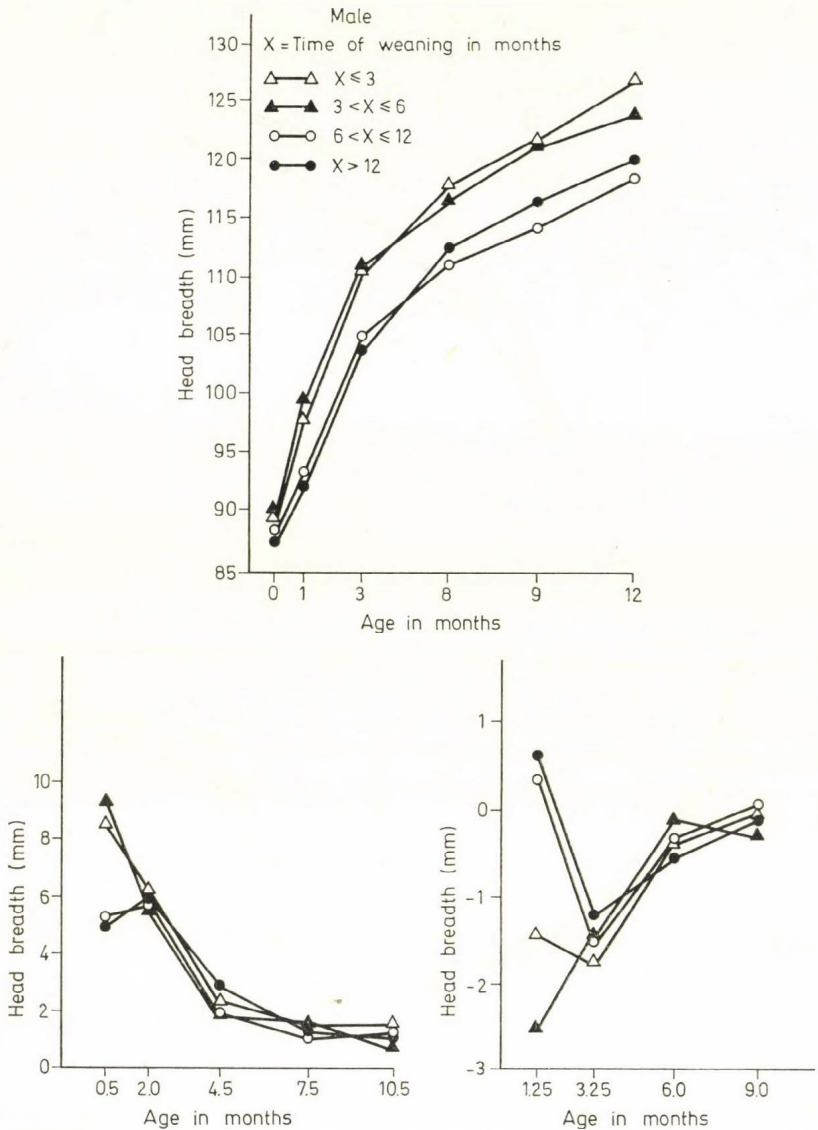 Male
X = Time of weaning in months
X ≤ 3
3 < X ≤ 6
6 < X ≤ 12
X > 12
130
125
120
115
110
105
100
95
90
85
Head breadth (mm)
0 1 3 8 9 12
Age in months
10
8
6
4
2
0
Head breadth (mm)
0.5 2.0 4.5 7.5 10.5
Age in months
1
0
-1
-2
-3
Head breadth (mm)
1.25 3.25 6.0 9.0
Age in months